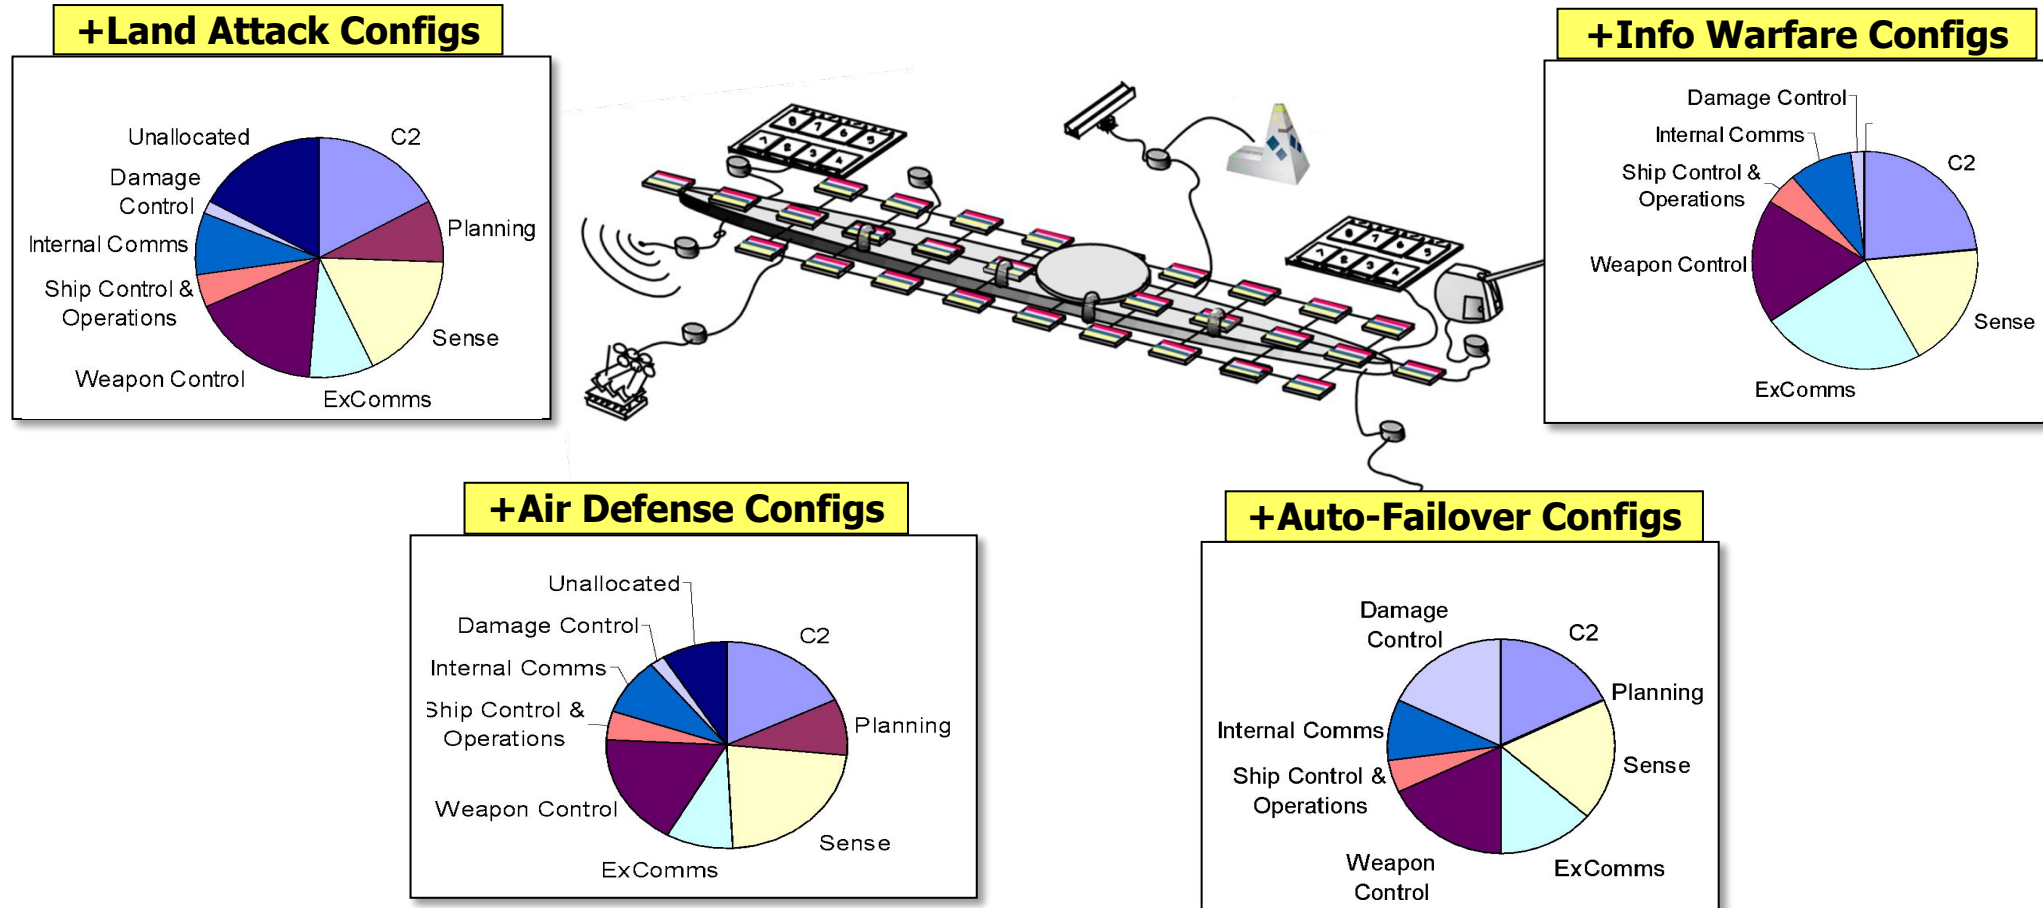 +Land Attack Configs
Unallocated
C2
Damage
Control
Planning
Internal Comms
Ship Control &
Operations
Sense
Weapon Control
ExComms
+Info Warfare Configs
Damage Control
Internal Comms
C2
Ship Control &
Operations
Weapon Control
Sense
ExComms
+Air Defense Configs
Unallocated
Damage Control
C2
Internal Comms
Ship Control &
Operations
Planning
Weapon Control
Sense
ExComms
+Auto-Failover Configs
Damage
Control
C2
Planning
Internal Comms
Sense
Ship Control &
Operations
Weapon
Control
ExComms